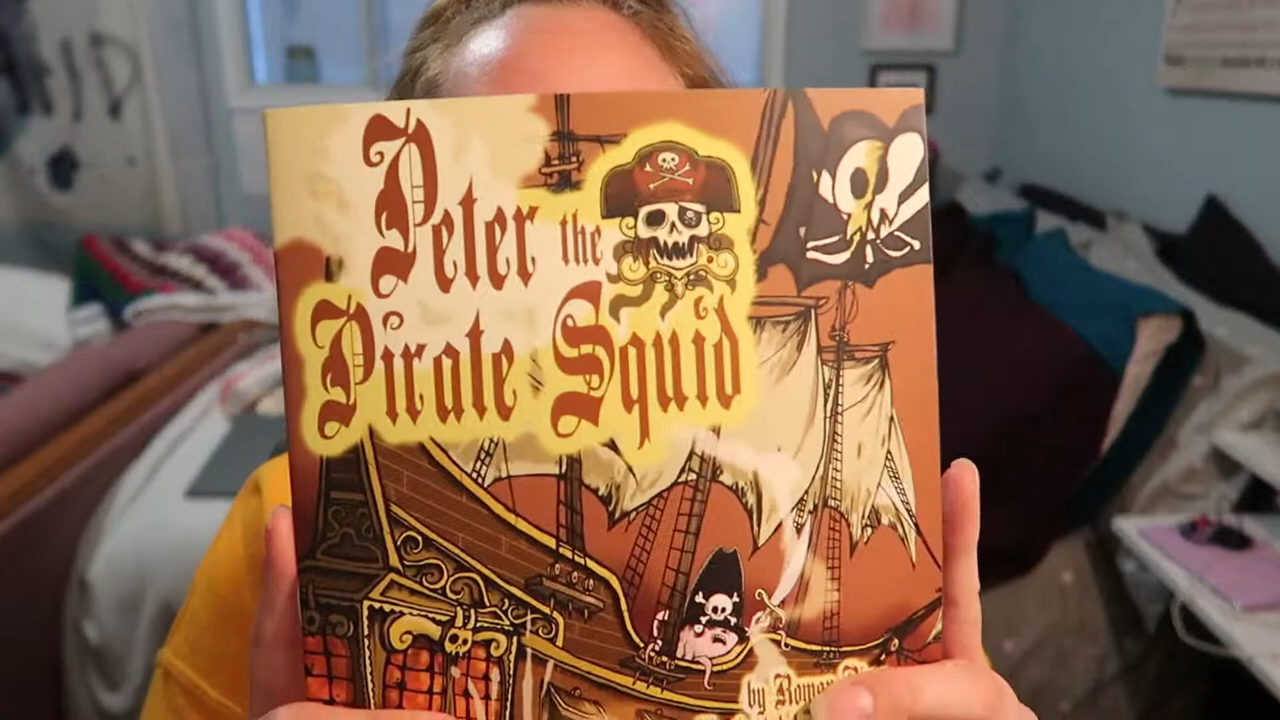 Peter the
Pirate Squid
by Roman